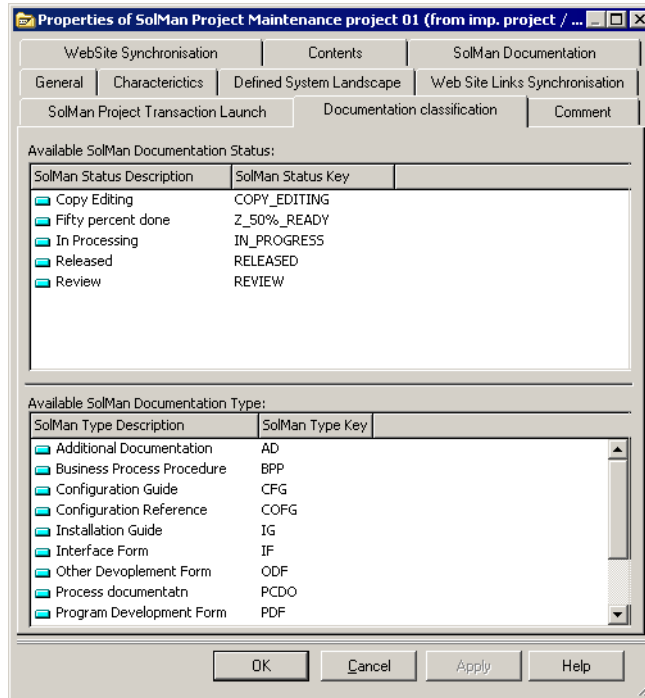 Properties of SolMan Project Maintenance project 01 (from imp. project / ...
WebSite Synchronisation Contents SolMan Documentation
General Characterictics Defined System Landscape Web Site Links Synchronisation
SolMan Project Transaction Launch Documentation classification Comment
Available SolMan Documentation Status:
SolMan Status Description SolMan Status Key
Copy Editing COPY_EDITING
Fifty percent done Z_50%_READY
In Processing IN_PROGRESS
Released RELEASED
Review REVIEW
Available SolMan Documentation Type:
SolMan Type Description SolMan Type Key
Additional Documentation AD
Business Process Procedure BPP
Configuration Guide CFG
Configuration Reference COFG
Installation Guide IG
Interface Form IF
Other Devoplement Form ODF
Process documentatn PCDO
Program Development Form PDF
OK Cancel Apply Help